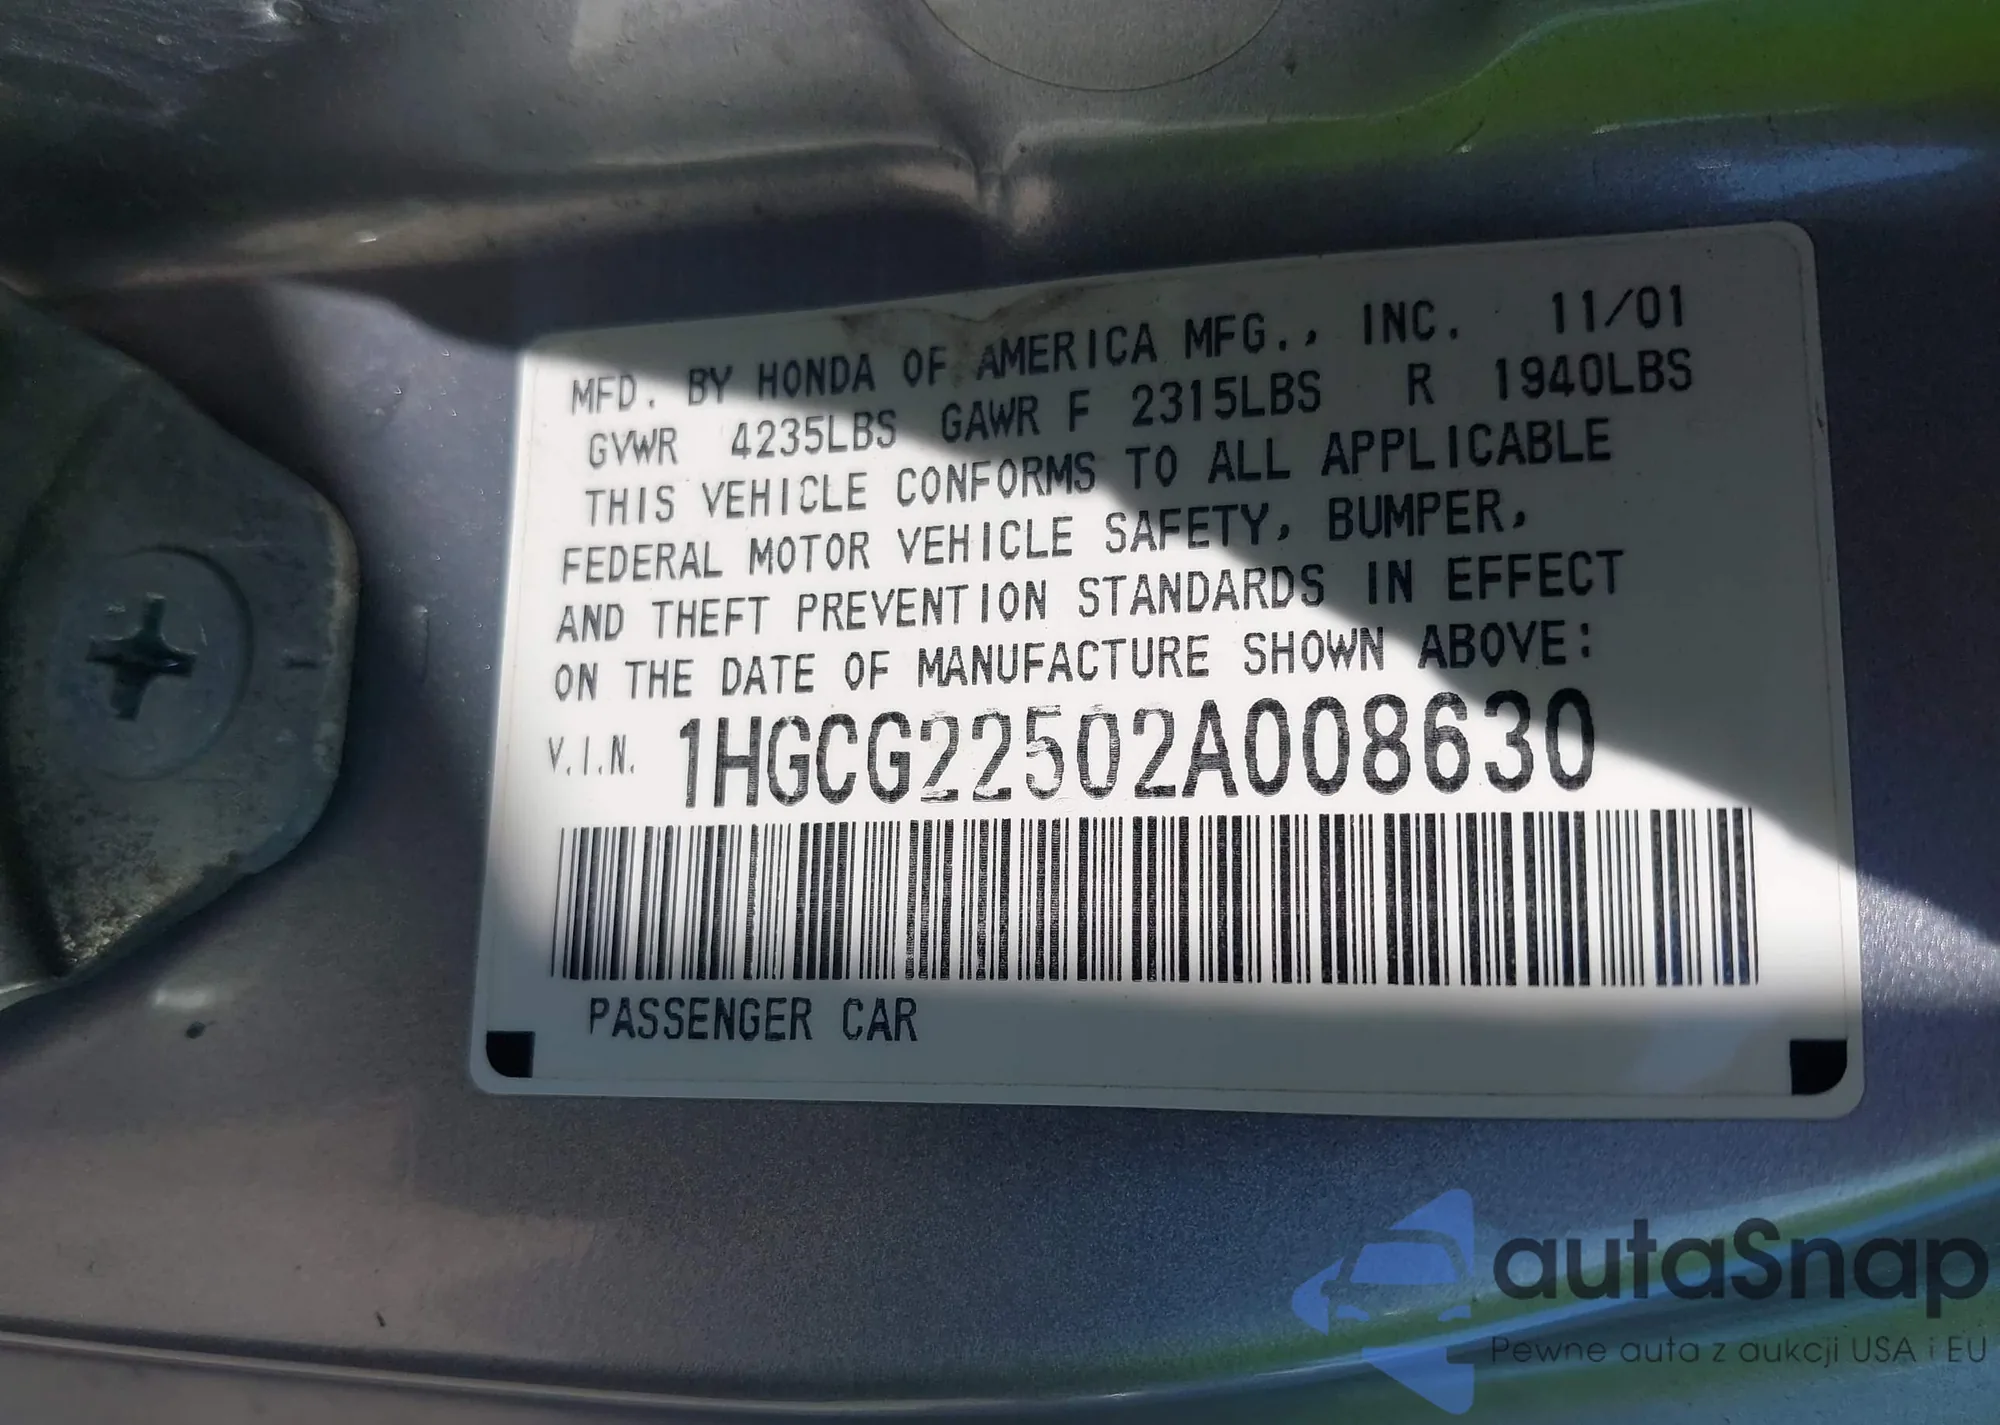 MFD. BY HONDA OF AMERICA MFG., INC. 11/01
GVWR 4235LBS GAWR F 2315LBS R 1940LBS
THIS VEHICLE CONFORMS TO ALL APPLICABLE
FEDERAL MOTOR VEHICLE SAFETY, BUMPER,
AND THEFT PREVENTION STANDARDS IN EFFECT
ON THE DATE OF MANUFACTURE SHOWN ABOVE:
V.I.N. 1HGCG22502A008630
PASSENGER CAR
autaSnap
Pewne auta z aukcji USA i EU